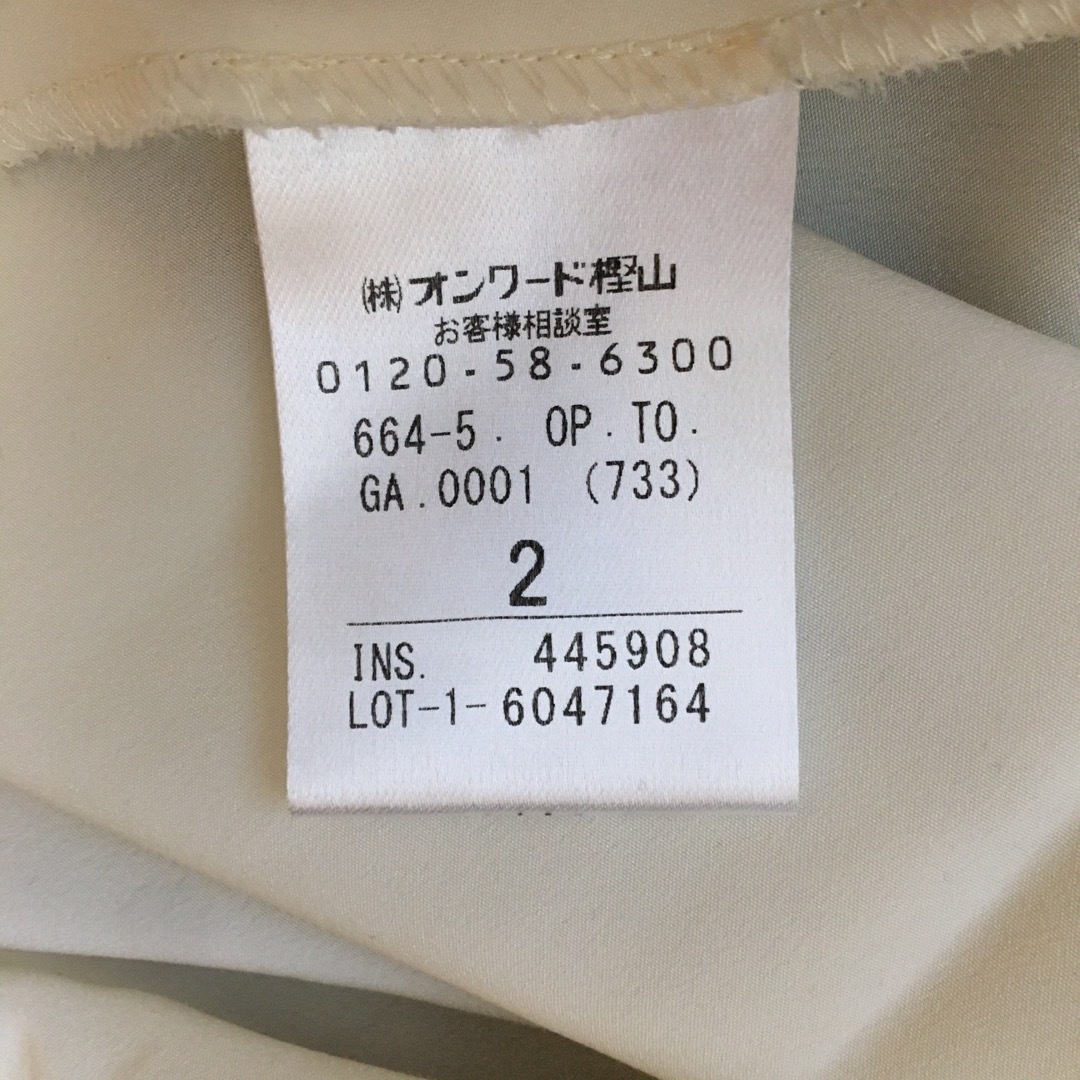 (株)オンワード樫山
お客様相談室
0120-58-6300
664-5. OP.TO.
GA.0001 (733)
2
INS. 445908
LOT-1-6047164